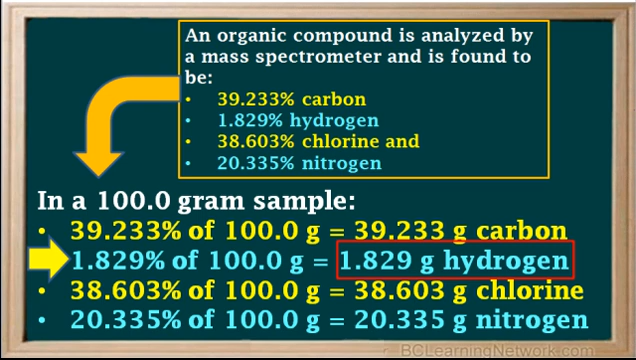 An organic compound is analyzed by
a mass spectrometer and is found to
be:
• 39.233% carbon
• 1.829% hydrogen
• 38.603% chlorine and
• 20.335% nitrogen
In a 100.0 gram sample:
• 39.233% of 100.0 g = 39.233 g carbon
1.829% of 100.0 g = 1.829 g hydrogen
• 38.603% of 100.0 g = 38.603 g chlorine
• 20.335% of 100.0 g = 20.335 g nitrogen
BCLearningNetwork.com